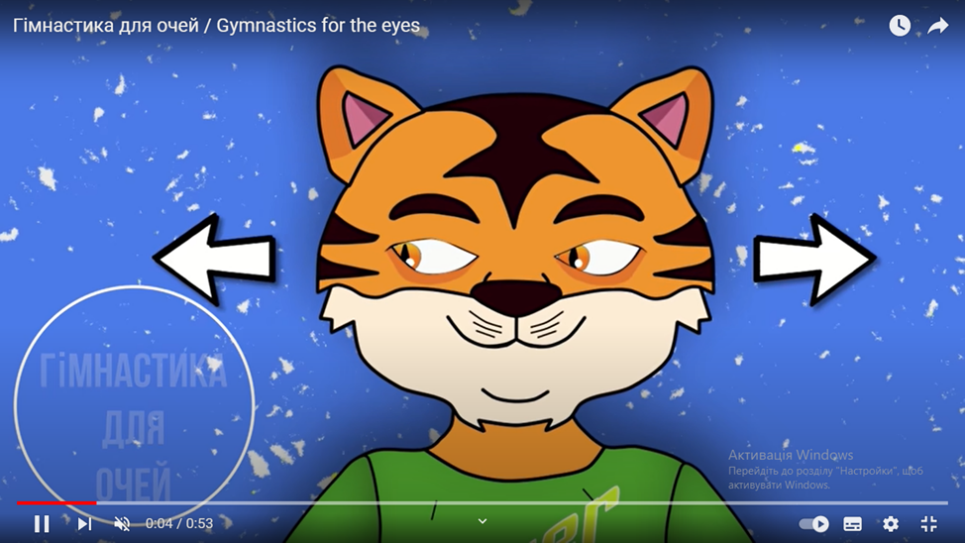 Гімнастика для очей / Gymnastics for the eyes
ГіМНАСТИКА
ДЛЯ
ОЧЕЙ
Активація Windows
Перейдіть до розділу "Настройки", щоб
активувати Windows.
0:04 / 0:53